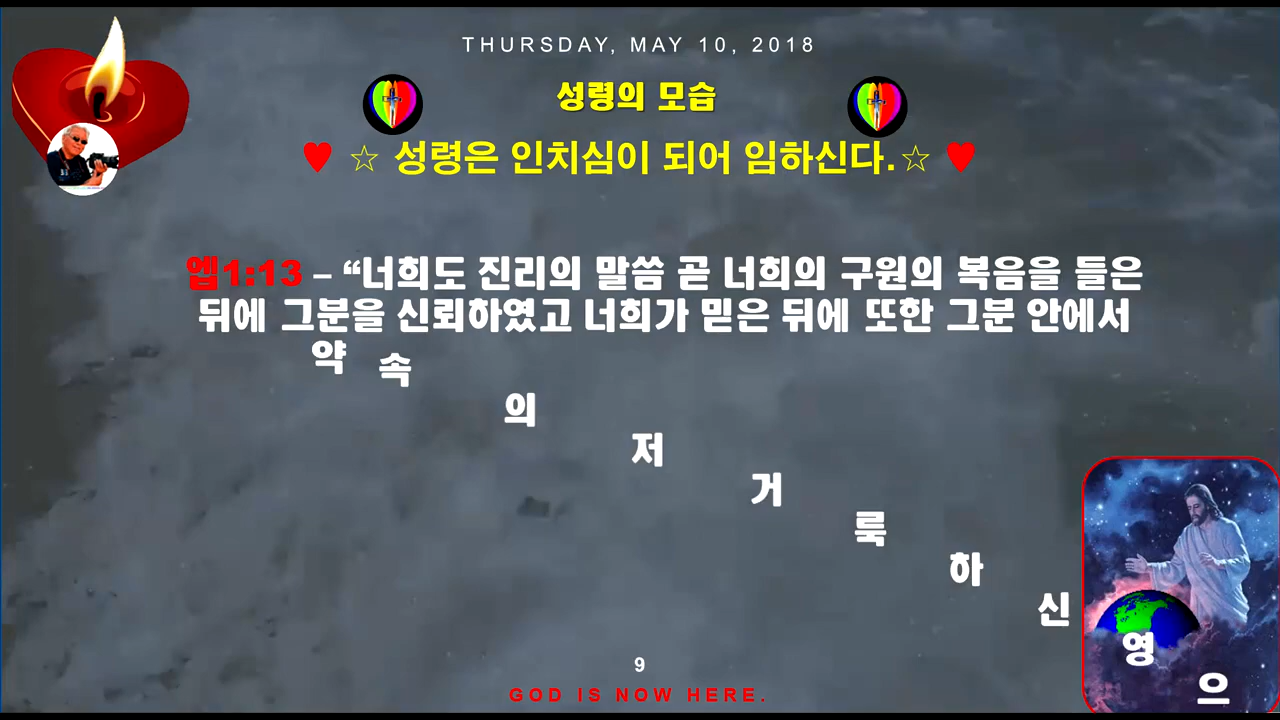 THURSDAY, MAY 10, 2018
성령의 모습
♥ ☆ 성령은 인치심이 되어 임하신다.☆ ♥
엡1:13 – “너희도 진리의 말씀 곧 너희의 구원의 복음을 들은
뒤에 그분을 신뢰하였고 너희가 믿은 뒤에 또한 그분 안에서
약 속
의
저
거
룩
하
신
영
으
9
GOD IS NOW HERE.